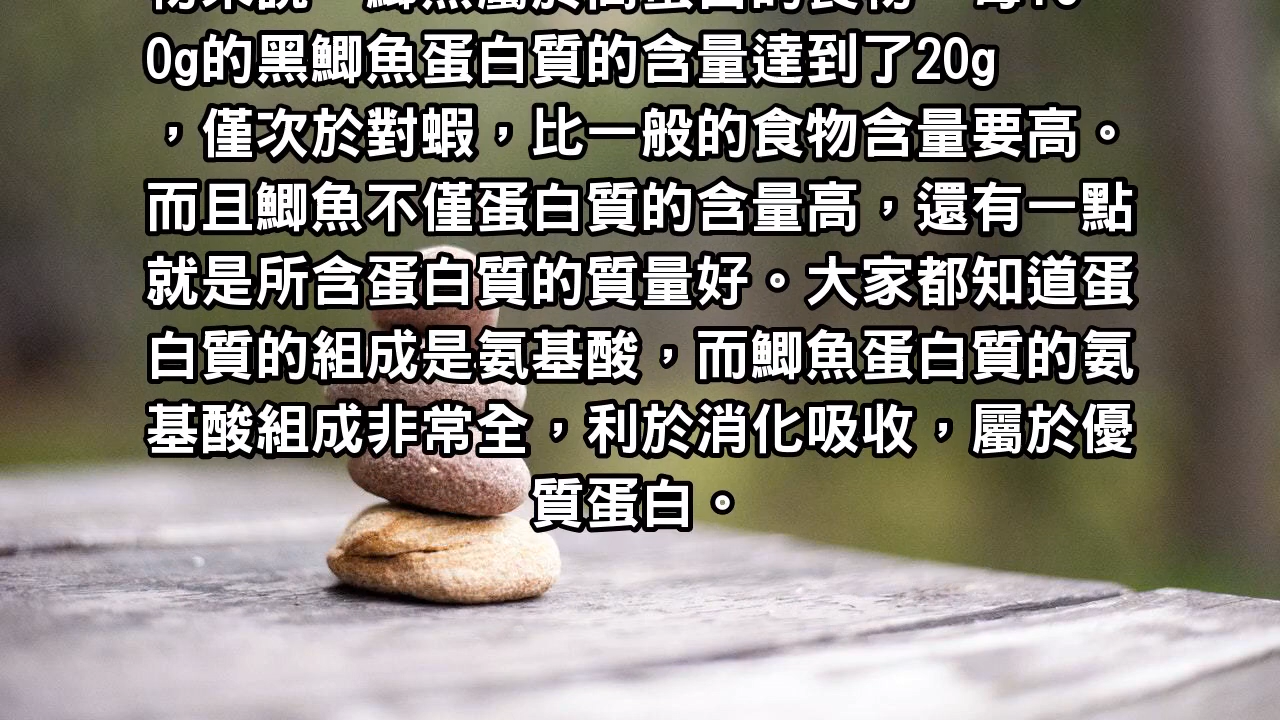 0g的黑鯽魚蛋白質的含量達到了20g
，僅次於對蝦，比一般的食物含量要高。
而且鯽魚不僅蛋白質的含量高，還有一點
就是所含蛋白質的質量好。大家都知道蛋
白質的組成是氨基酸，而鯽魚蛋白質的氨
基酸組成非常全，利於消化吸收，屬於優
質蛋白。